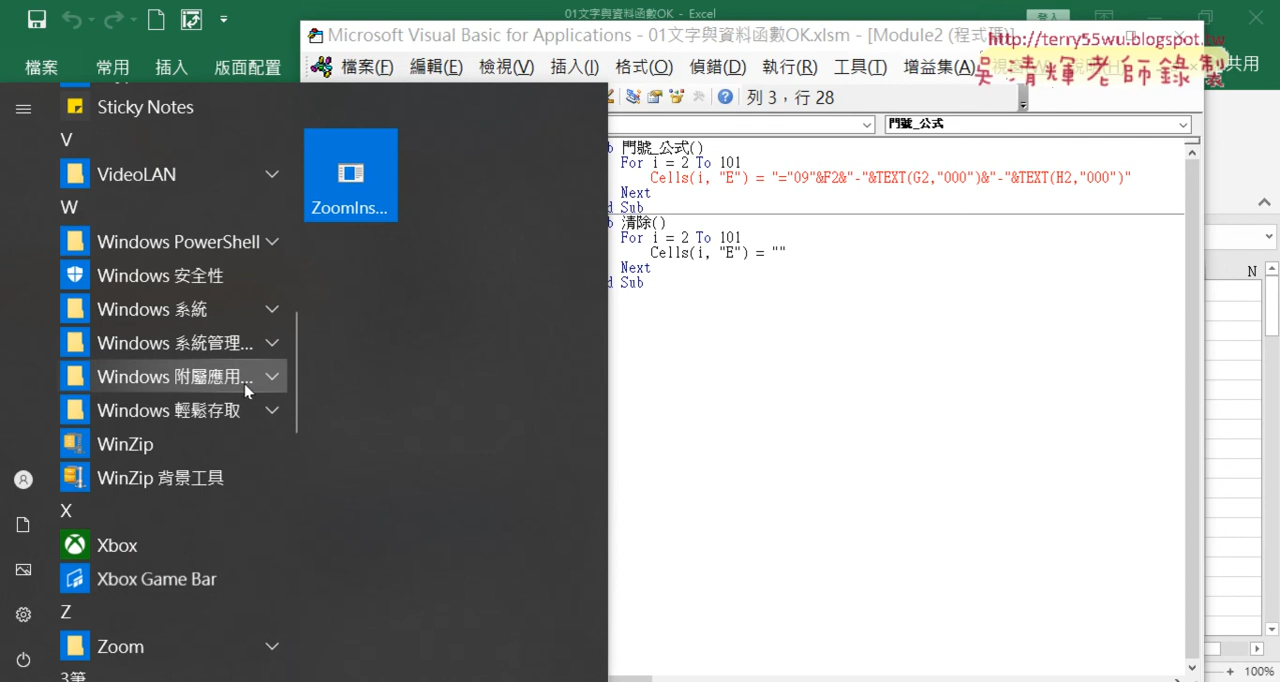 01文字與資料函數OK - Excel
登入
檔案 常用 插入 版面配置
共用
Microsoft Visual Basic for Applications - 01文字與資料函數OK.xlsm - [Module2 (程式碼)]
http://terry55wu.blogspot.tw
吳清輝老師錄製
檔案(F) 編輯(E) 檢視(V) 插入(I) 格式(O) 偵錯(D) 執行(R) 工具(T) 增益集(A)
列 3，行 28
門號_公式
b 門號_公式()
For i = 2 To 101
Cells(i, "E") = "="09"&F2&"-"&TEXT(G2,"000")&"-"&TEXT(H2,"000")"
Next
d Sub
b 清除()
For i = 2 To 101
Cells(i, "E") = ""
Next
d Sub
N
100%
Sticky Notes
V
VideoLAN
W
Windows PowerShell
Windows 安全性
Windows 系統
Windows 系統管理...
Windows 附屬應用...
Windows 輕鬆存取
WinZip
WinZip 背景工具
X
Xbox
Xbox Game Bar
Z
Zoom
3筆
ZoomIns...